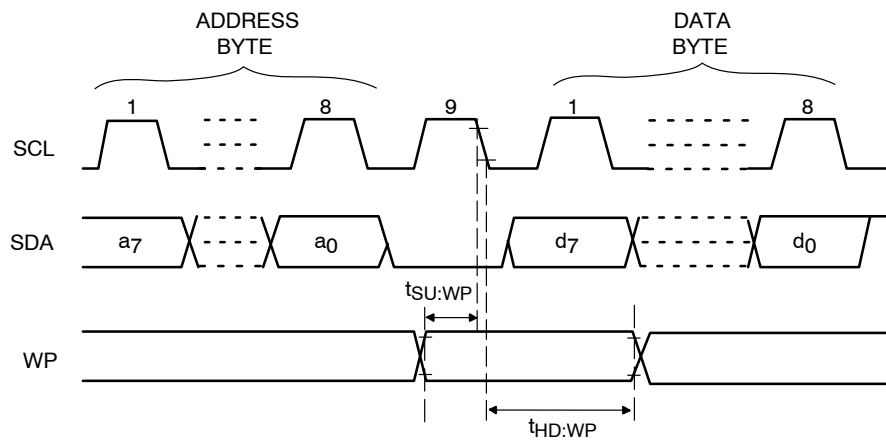 ADDRESS
BYTE
DATA
BYTE
1 8 9 1 8
SCL
SDA a7 a0 d7 d0
tSU:WP
WP
tHD:WP